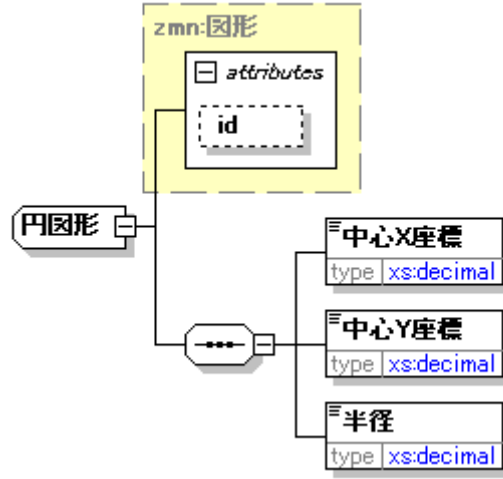 zmn:図形
attributes
id
円図形
中心X座標
type xs:decimal
中心Y座標
type xs:decimal
半径
type xs:decimal